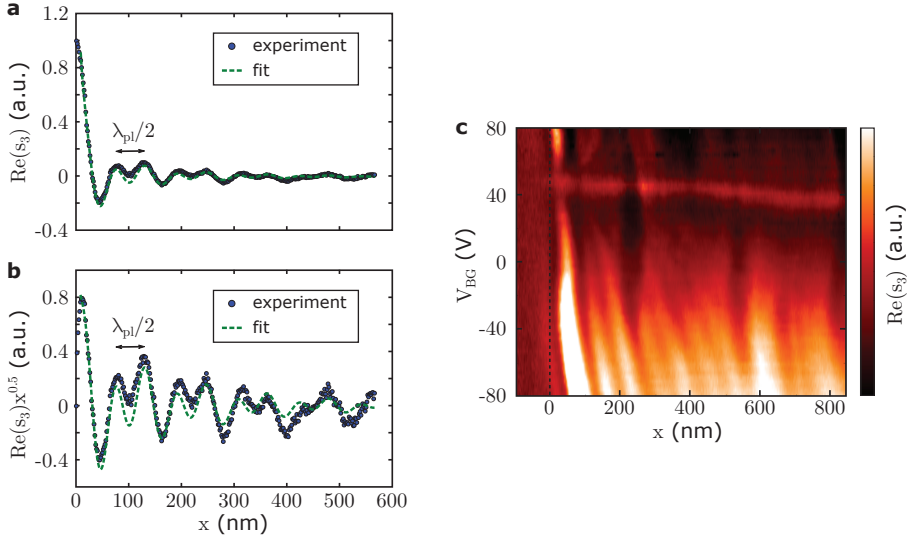 a
1.2
0.8
0.4
0
-0.4
Re(s₃) (a.u.)
experiment
fit
λₚₗ/2
b
0.8
0.4
0
-0.4
Re(s₃)x⁰·⁵ (a.u.)
experiment
fit
λₚₗ/2
0 100 200 300 400 500 600
x (nm)
c
80
40
0
-40
-80
V_BG (V)
0 200 400 600 800
x (nm)
Re(s₃) (a.u.)